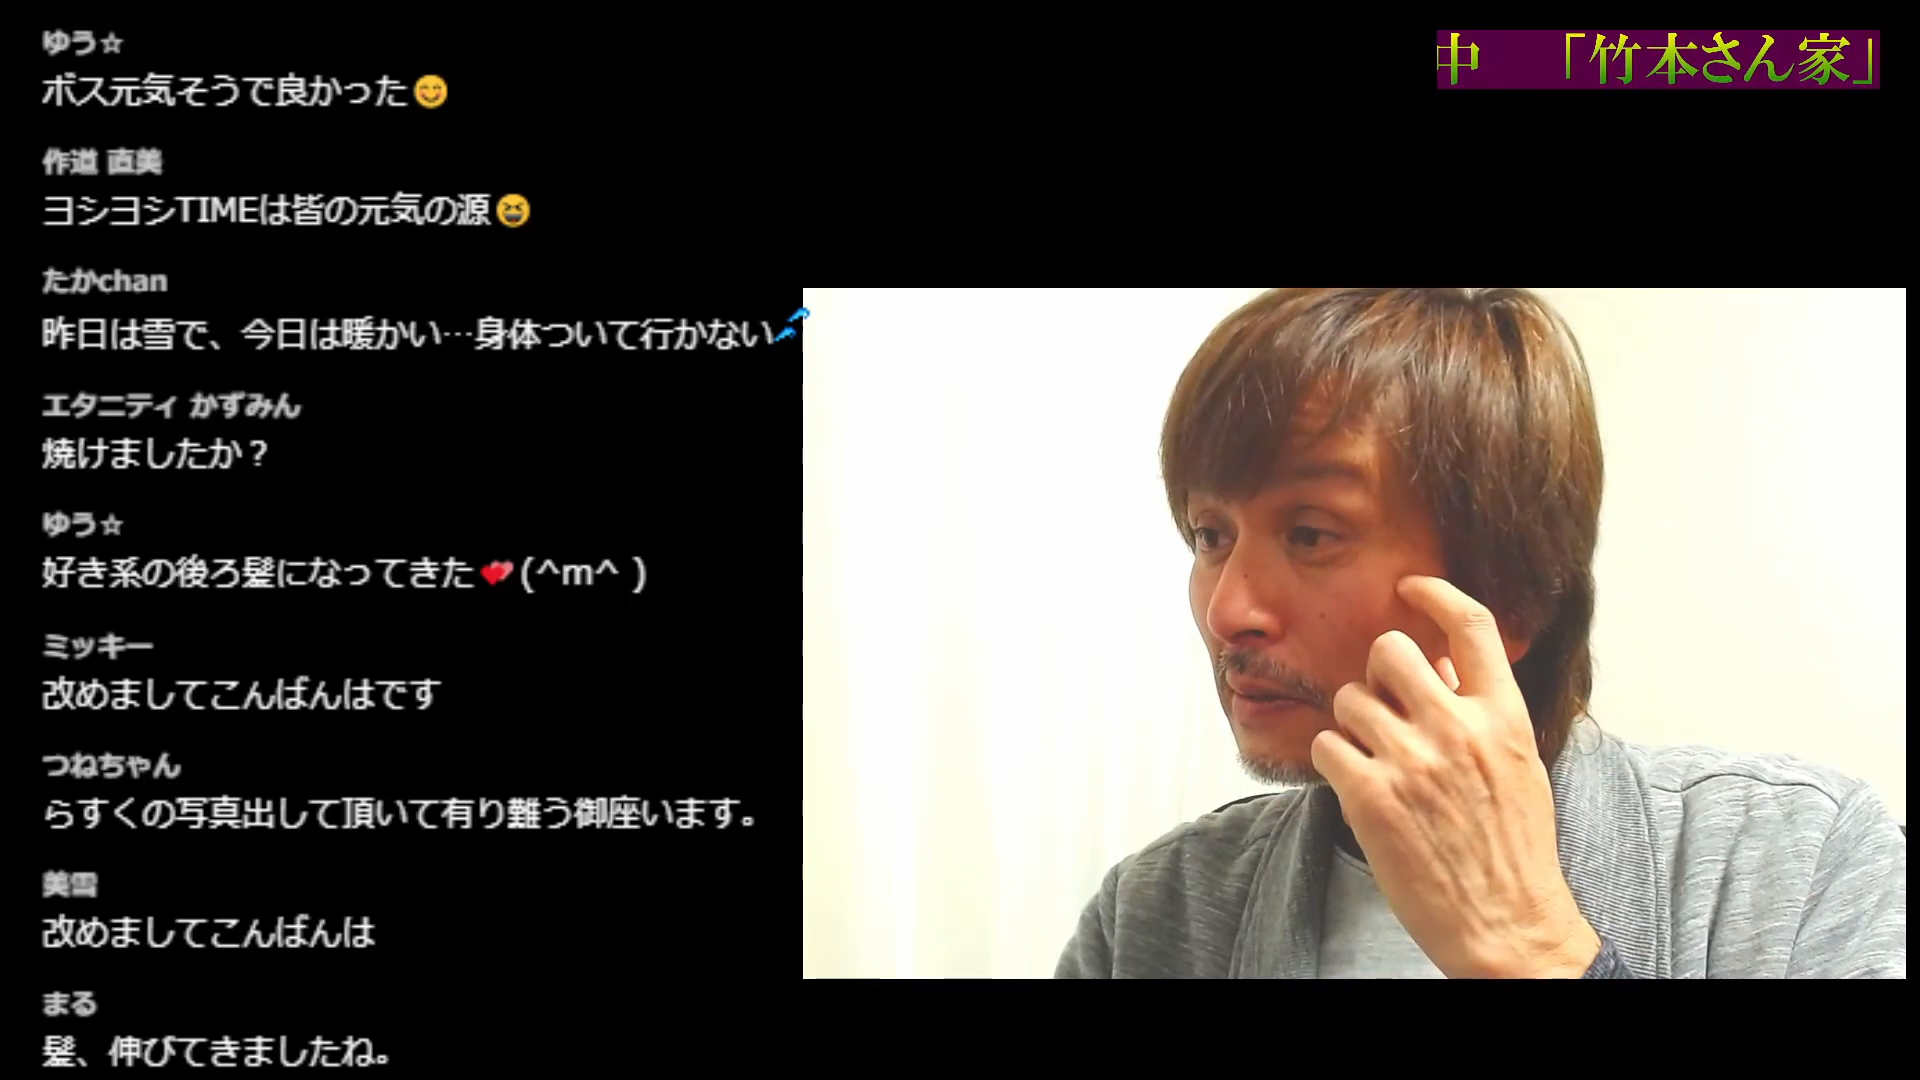 ゆう☆
ボス元気そうで良かった😊
作道 直美
ヨシヨシTIMEは皆の元気の源😆
たかchan
昨日は雪で、今日は暖かい…身体ついて行かない💦
エタニティ かずみん
焼けましたか？
ゆう☆
好き系の後ろ髪になってきた💕(^m^ )
ミッキー
改めましてこんばんはです
つねちゃん
らすくの写真出して頂いて有り難う御座います。
美雪
改めましてこんばんは
まる
髪、伸びてきましたね。
中　「竹本さん家」